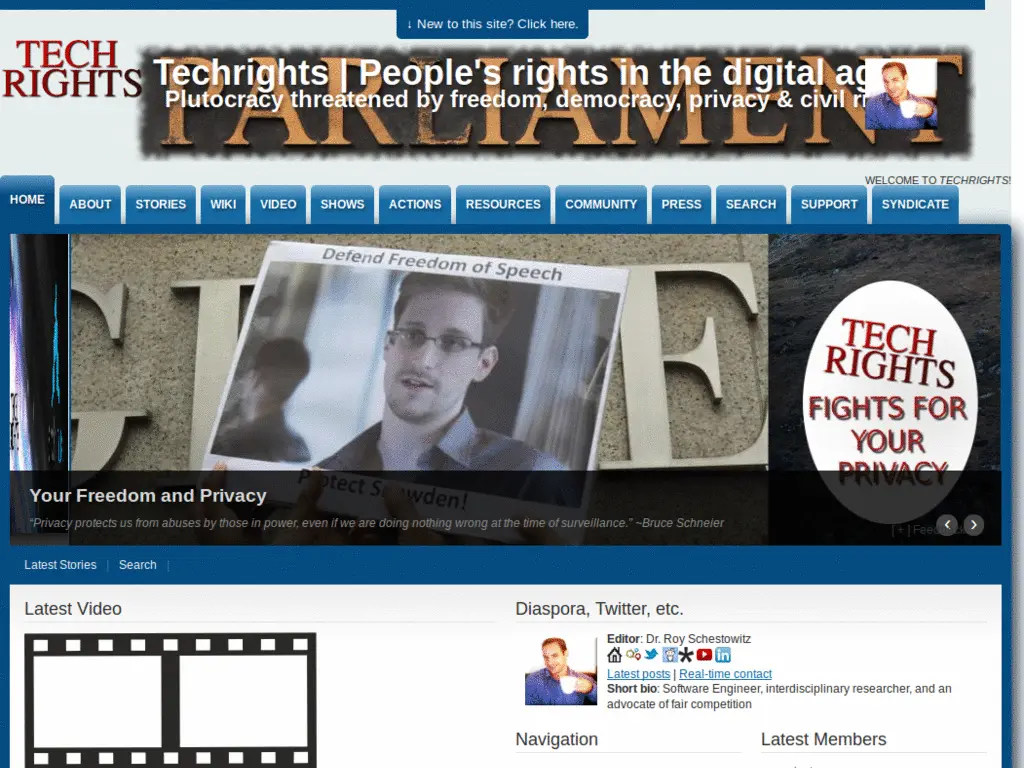 ↓ New to this site? Click here.
TECH
RIGHTS
Techrights | People's rights in the digital ag
Plutocracy threatened by freedom, democracy, privacy & civil ri
PARLIAMENT
WELCOME TO TECHRIGHTS!
HOME
ABOUT
STORIES
WIKI
VIDEO
SHOWS
ACTIONS
RESOURCES
COMMUNITY
PRESS
SEARCH
SUPPORT
SYNDICATE
Defend Freedom of Speech
Protect Snowden!
TECH
RIGHTS
FIGHTS FOR
YOUR
PRIVACY
Your Freedom and Privacy
“Privacy protects us from abuses by those in power, even if we are doing nothing wrong at the time of surveillance.” ~Bruce Schneier
Latest Stories | Search |
Latest Video
Diaspora, Twitter, etc.
Editor: Dr. Roy Schestowitz
Latest posts | Real-time contact
Short bio: Software Engineer, interdisciplinary researcher, and an
advocate of fair competition
Navigation
Latest Members